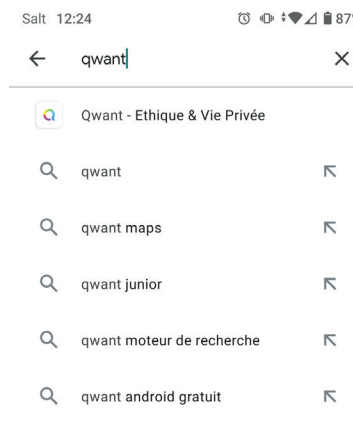 Salt 12:24 87
qwant
Qwant - Ethique & Vie Privée
qwant
qwant maps
qwant junior
qwant moteur de recherche
qwant android gratuit